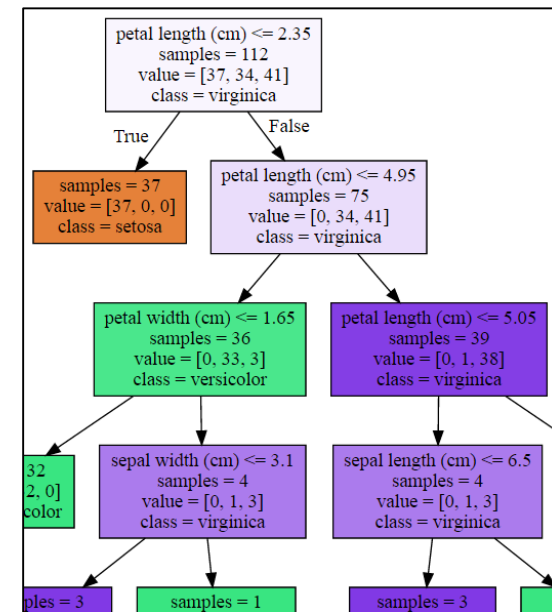 petal length (cm) <= 2.35
samples = 112
value = [37, 34, 41]
class = virginica
True
False
samples = 37
value = [37, 0, 0]
class = setosa
petal length (cm) <= 4.95
samples = 75
value = [0, 34, 41]
class = virginica
petal width (cm) <= 1.65
samples = 36
value = [0, 33, 3]
class = versicolor
petal length (cm) <= 5.05
samples = 39
value = [0, 1, 38]
class = virginica
32
2, 0]
color
sepal width (cm) <= 3.1
samples = 4
value = [0, 1, 3]
class = virginica
sepal length (cm) <= 6.5
samples = 4
value = [0, 1, 3]
class = virginica
ples = 3
samples = 1
samples = 3